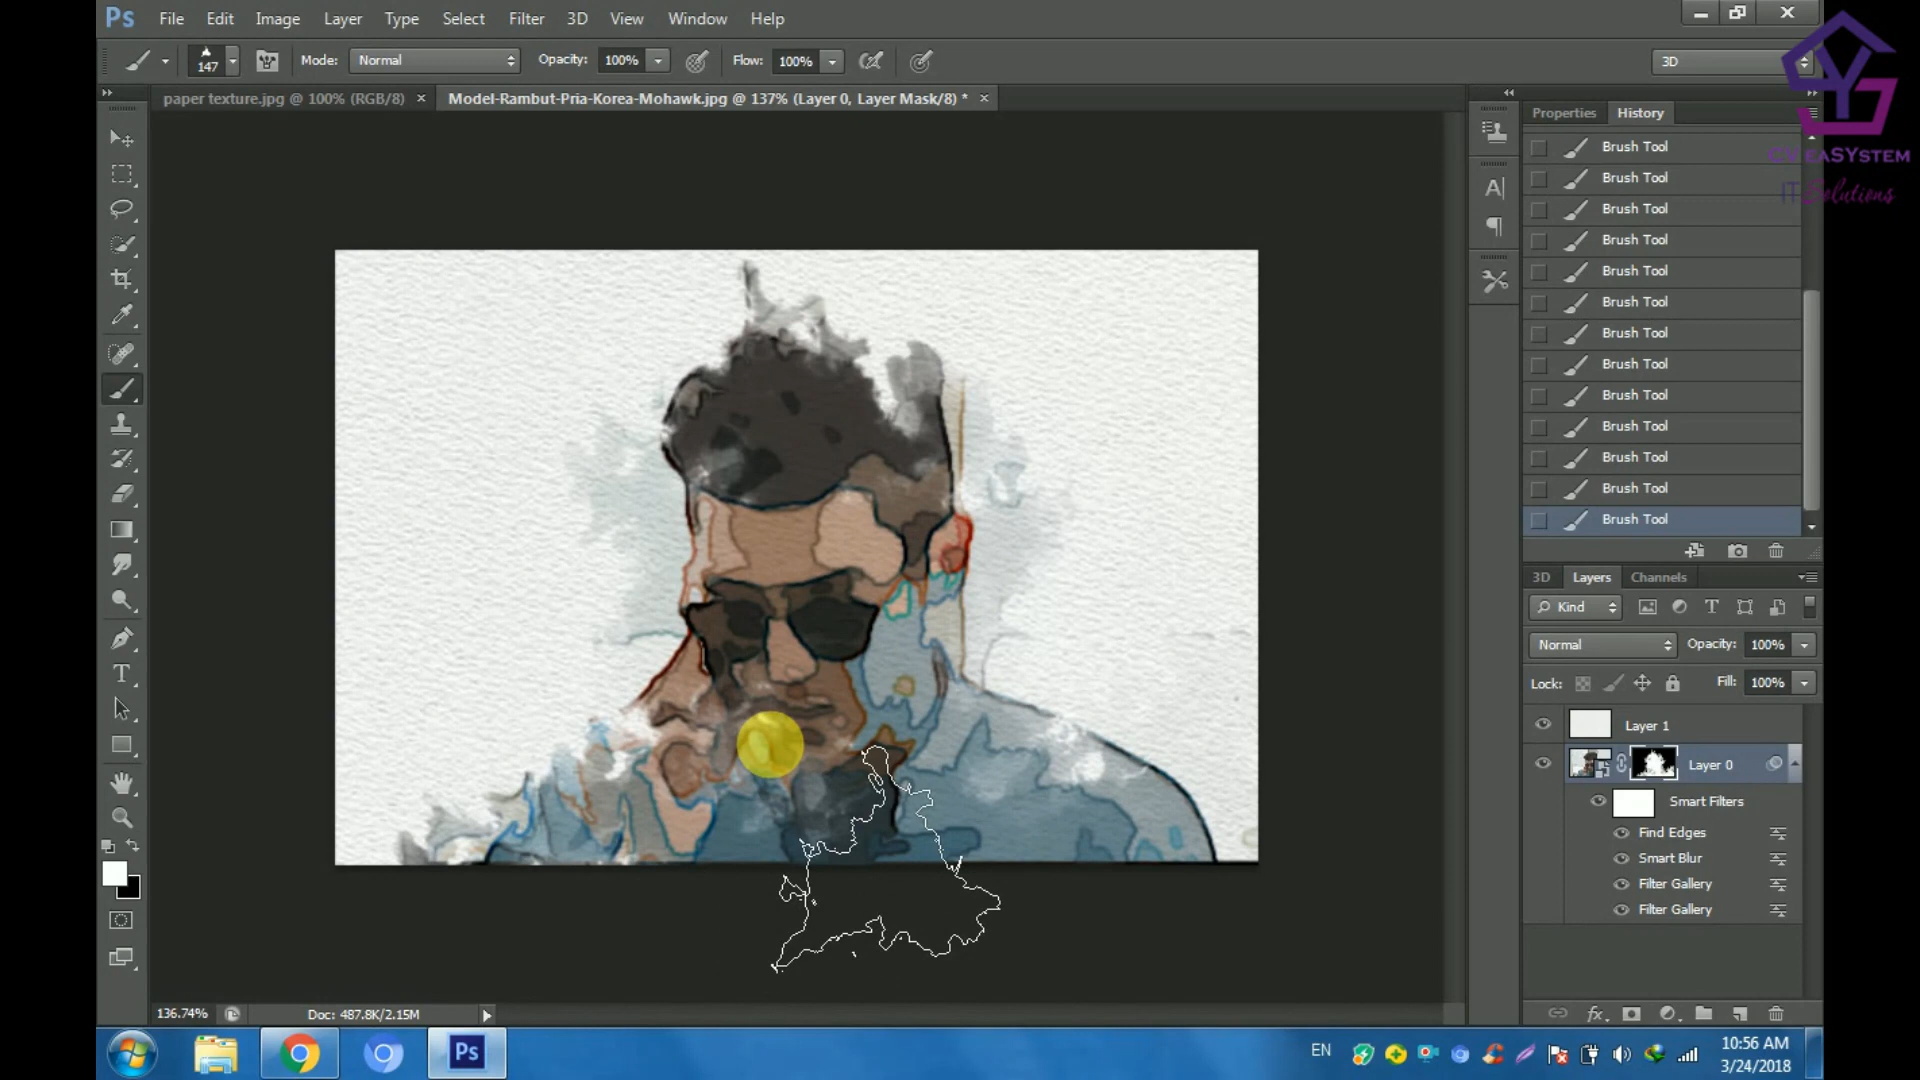 Ps File Edit Image Layer Type Select Filter 3D View Window Help
147 Mode: Normal Opacity: 100% Flow: 100% 3D
paper texture.jpg @ 100% (RGB/8) × Model-Rambut-Pria-Korea-Mohawk.jpg @ 137% (Layer 0, Layer Mask/8) * ×
Properties History
Brush Tool
Brush Tool
Brush Tool
Brush Tool
Brush Tool
Brush Tool
Brush Tool
Brush Tool
Brush Tool
Brush Tool
Brush Tool
Brush Tool
Brush Tool
CV eaSYstem
IT Solutions
3D Layers Channels
Kind
Normal Opacity: 100%
Lock: Fill: 100%
Layer 1
Layer 0
Smart Filters
Find Edges
Smart Blur
Filter Gallery
Filter Gallery
136.74% Doc: 487.8K/2.15M
Ps EN 10:56 AM
3/24/2018